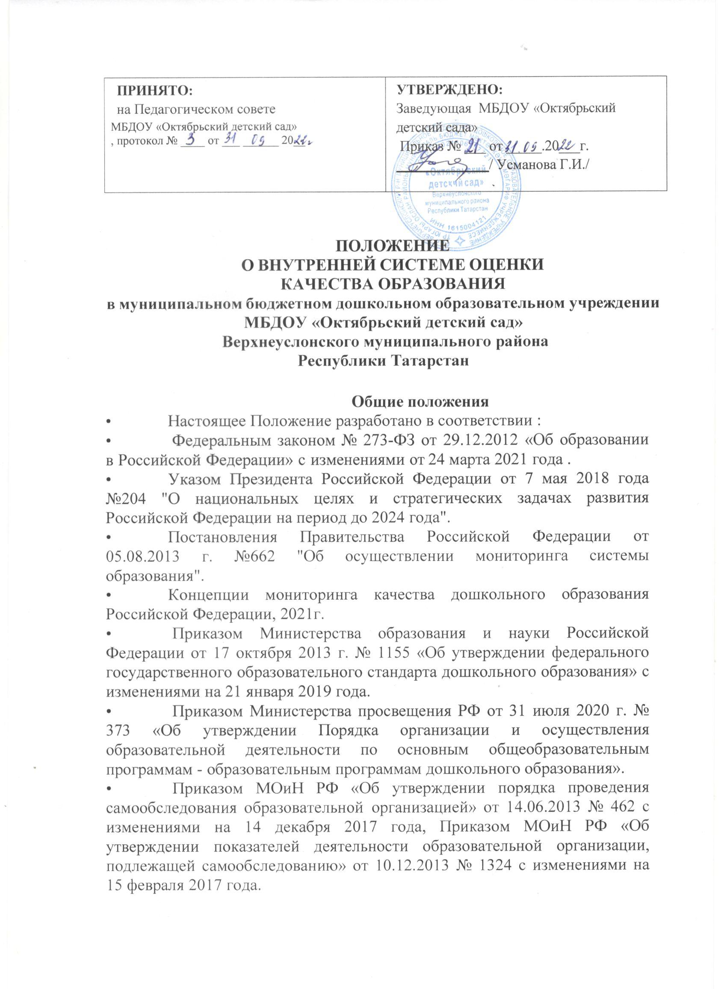 ПРИНЯТО:
на Педагогическом совете
МБДОУ «Октябрьский детский сад»
, протокол № 3 от 31 09 2022г
УТВЕРЖДЕНО:
Заведующая МБДОУ «Октябрьский
детский сада»
Приказ № 21 от 31.09.2022 г.
/ Усманова Г.И./
«Октябрьский
детский сад»
Верхнеуслонского
муниципального района
Республики Татарстан
ИНН 1615004121
ПОЛОЖЕНИЕ
О ВНУТРЕННЕЙ СИСТЕМЕ ОЦЕНКИ
КАЧЕСТВА ОБРАЗОВАНИЯ
в муниципальном бюджетном дошкольном образовательном учреждении
МБДОУ «Октябрьский детский сад»
Верхнеуслонского муниципального района
Республики Татарстан
Общие положения
• Настоящее Положение разработано в соответствии :
• Федеральным законом № 273-ФЗ от 29.12.2012 «Об образовании
в Российской Федерации» с изменениями от 24 марта 2021 года .
• Указом Президента Российской Федерации от 7 мая 2018 года
№204 "О национальных целях и стратегических задачах развития
Российской Федерации на период до 2024 года".
• Постановления Правительства Российской Федерации от
05.08.2013 г. №662 "Об осуществлении мониторинга системы
образования".
• Концепции мониторинга качества дошкольного образования
Российской Федерации, 2021г.
• Приказом Министерства образования и науки Российской
Федерации от 17 октября 2013 г. № 1155 «Об утверждении федерального
государственного образовательного стандарта дошкольного образования» с
изменениями на 21 января 2019 года.
• Приказом Министерства просвещения РФ от 31 июля 2020 г. №
373 «Об утверждении Порядка организации и осуществления
образовательной деятельности по основным общеобразовательным
программам - образовательным программам дошкольного образования».
• Приказом МОиН РФ «Об утверждении порядка проведения
самообследования образовательной организацией» от 14.06.2013 № 462 с
изменениями на 14 декабря 2017 года, Приказом МОиН РФ «Об
утверждении показателей деятельности образовательной организации,
подлежащей самообследованию» от 10.12.2013 № 1324 с изменениями на
15 февраля 2017 года.